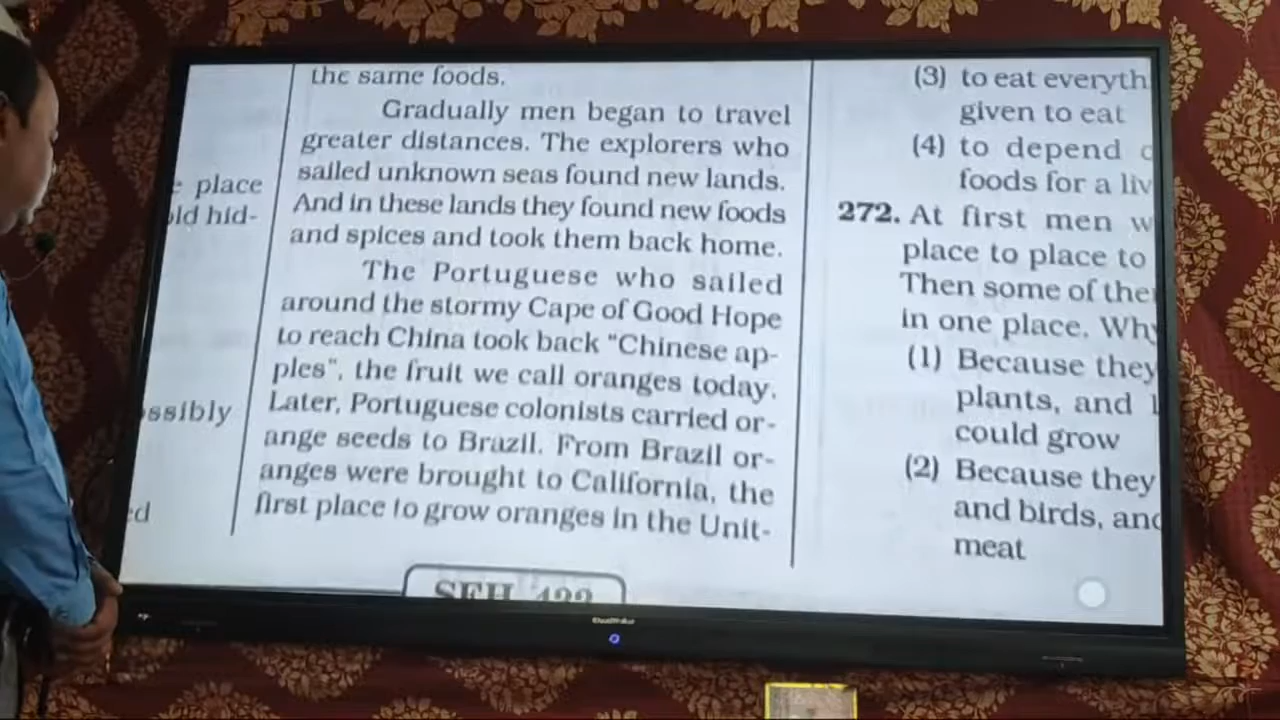 place
old hid-
ssibly
ed
the same foods.
Gradually men began to travel
greater distances. The explorers who
sailed unknown seas found new lands.
And in these lands they found new foods
and spices and took them back home.
The Portuguese who sailed
around the stormy Cape of Good Hope
to reach China took back "Chinese ap-
ples", the fruit we call oranges today.
Later, Portuguese colonists carried or-
ange seeds to Brazil. From Brazil or-
anges were brought to California, the
first place to grow oranges in the Unit-
(3) to eat everyth
given to eat
(4) to depend
foods for a liv
272. At first men w
place to place to
Then some of the
in one place. Why
(1) Because they
plants, and
could grow
(2) Because they
and birds, and
meat